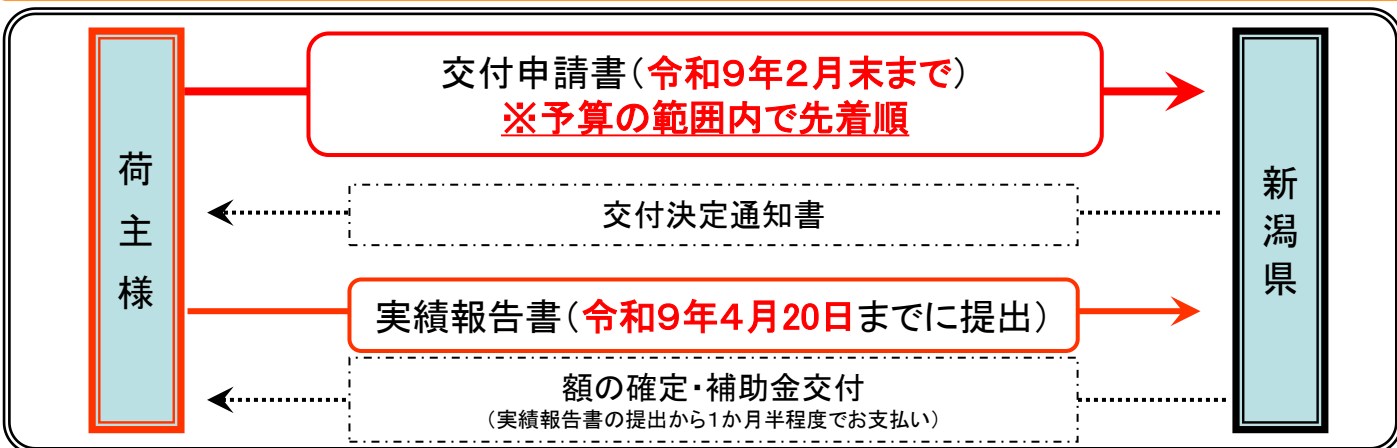 荷主様
交付申請書(令和9年2月末まで)
※予算の範囲内で先着順
交付決定通知書
実績報告書(令和9年4月20日までに提出)
額の確定・補助金交付
(実績報告書の提出から1か月半程度でお支払い)
新潟県